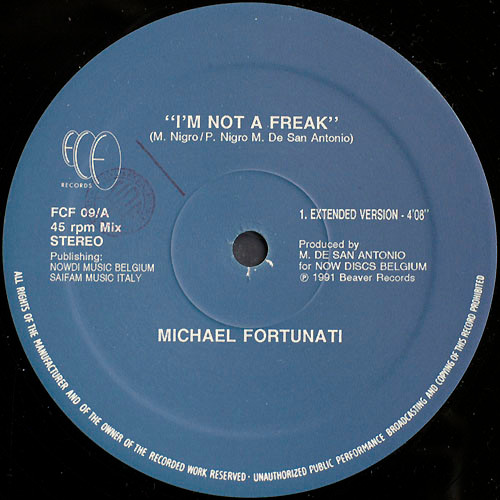 "I'M NOT A FREAK"
(M. Nigro/P. Nigro M. De San Antonio)
FCF
RECORDS
FCF 09/A
45 rpm Mix
STEREO
Publishing:
NOWDI MUSIC BELGIUM
SAIFAM MUSIC ITALY
1. EXTENDED VERSION - 4'08"
Produced by
M. DE SAN ANTONIO
for NOW DISCS BELGIUM
℗ 1991 Beaver Records
MICHAEL FORTUNATI
ALL RIGHTS OF THE MANUFACTURER AND OF THE OWNER OF THE RECORDED WORK RESERVED · UNAUTHORIZED PUBLIC PERFORMANCE BROADCASTING AND COPYING OF THIS RECORD PROHIBITED